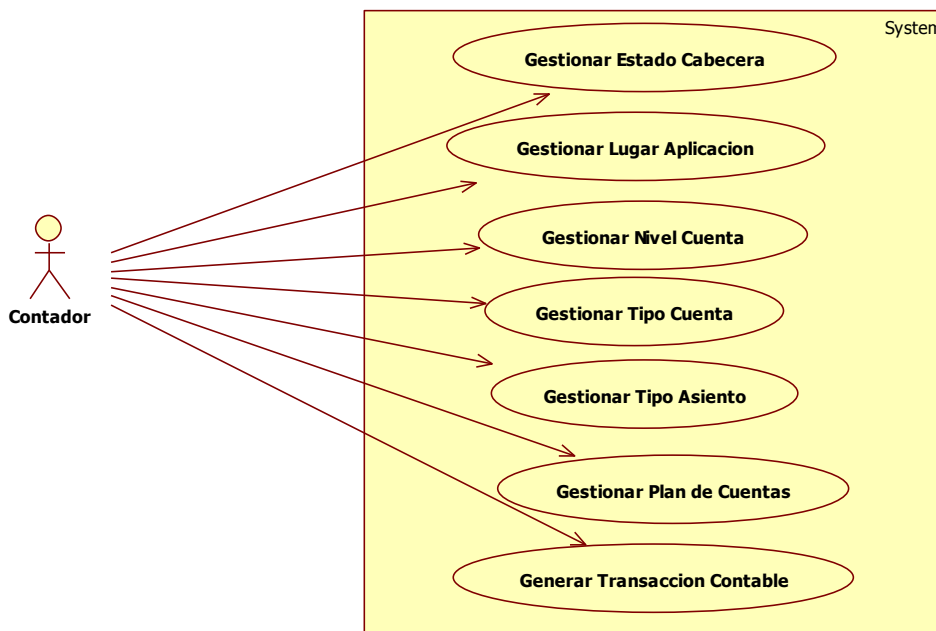 System
Gestionar Estado Cabecera
Gestionar Lugar Aplicacion
Gestionar Nivel Cuenta
Gestionar Tipo Cuenta
Contador
Gestionar Tipo Asiento
Gestionar Plan de Cuentas
Generar Transaccion Contable